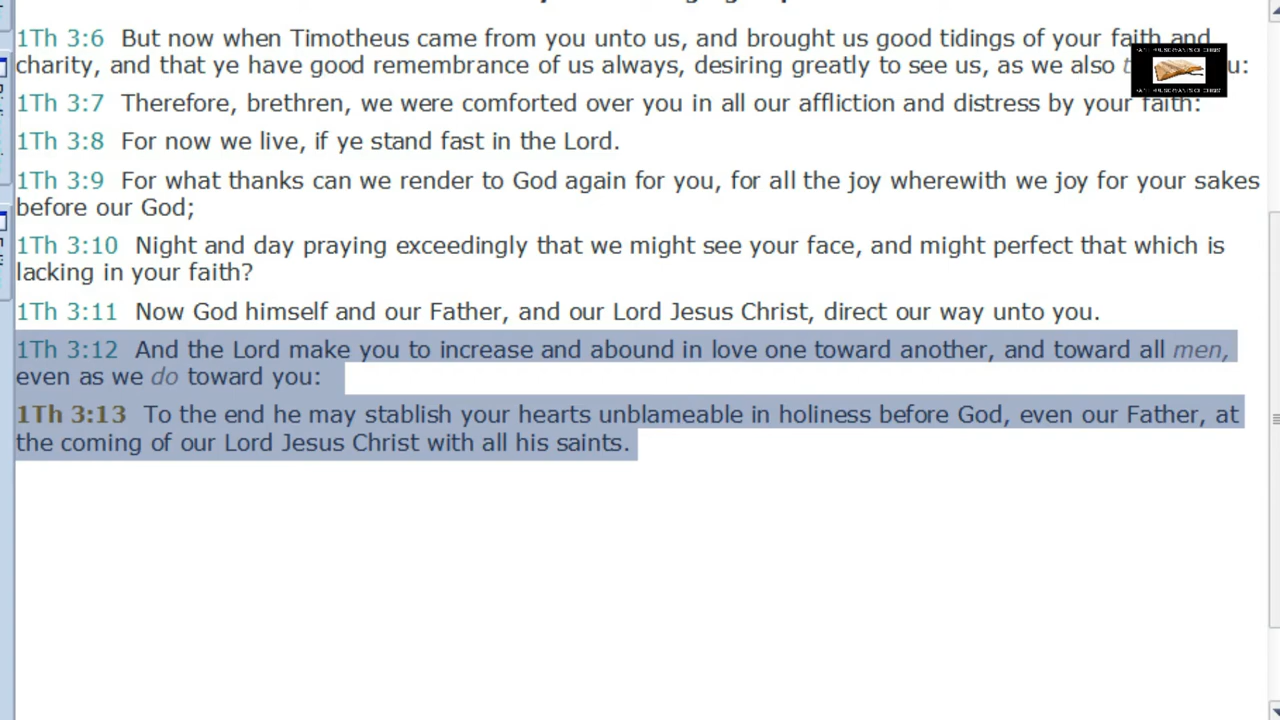 1Th 3:6 But now when Timotheus came from you unto us, and brought us good tidings of your faith and
charity, and that ye have good remembrance of us always, desiring greatly to see us, as we also
1Th 3:7 Therefore, brethren, we were comforted over you in all our affliction and distress by your faith:
1Th 3:8 For now we live, if ye stand fast in the Lord.
1Th 3:9 For what thanks can we render to God again for you, for all the joy wherewith we joy for your sakes
before our God;
1Th 3:10 Night and day praying exceedingly that we might see your face, and might perfect that which is
lacking in your faith?
1Th 3:11 Now God himself and our Father, and our Lord Jesus Christ, direct our way unto you.
1Th 3:12 And the Lord make you to increase and abound in love one toward another, and toward all men,
even as we do toward you:
1Th 3:13 To the end he may stablish your hearts unblameable in holiness before God, even our Father, at
the coming of our Lord Jesus Christ with all his saints.